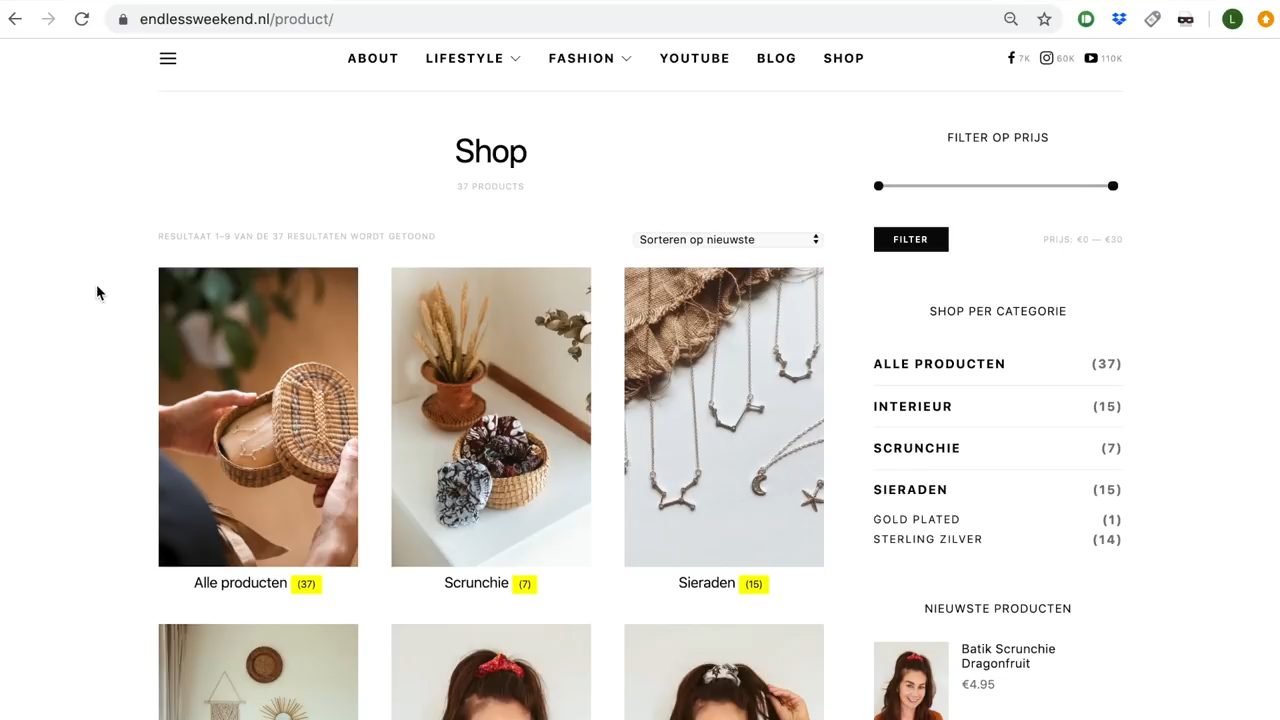 endlessweekend.nl/product/
L
ABOUT LIFESTYLE FASHION YOUTUBE BLOG SHOP 7K 60K 110K
Shop
37 PRODUCTS
RESULTAAT 1–9 VAN DE 37 RESULTATEN WORDT GETOOND
Sorteren op nieuwste
Alle producten (37)
Scrunchie (7)
Sieraden (15)
FILTER OP PRIJS
FILTER PRIJS: €0 — €30
SHOP PER CATEGORIE
ALLE PRODUCTEN (37)
INTERIEUR (15)
SCRUNCHIE (7)
SIERADEN (15)
GOLD PLATED (1)
STERLING ZILVER (14)
NIEUWSTE PRODUCTEN
Batik Scrunchie
Dragonfruit
€4.95